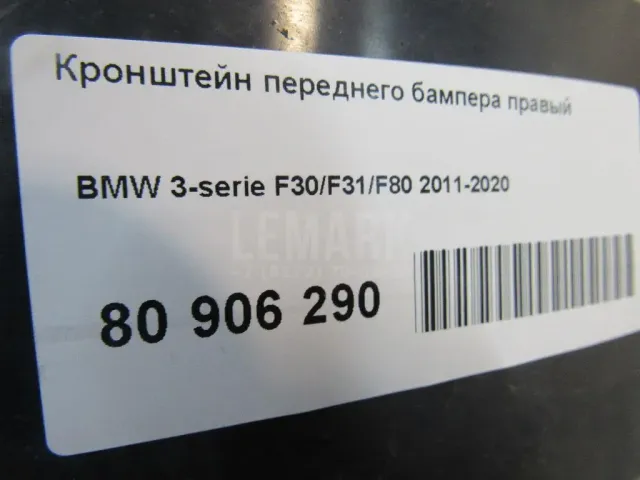 Кронштейн переднего бампера правый
BMW 3-serie F30/F31/F80 2011-2020
LEMARK
80 906 290